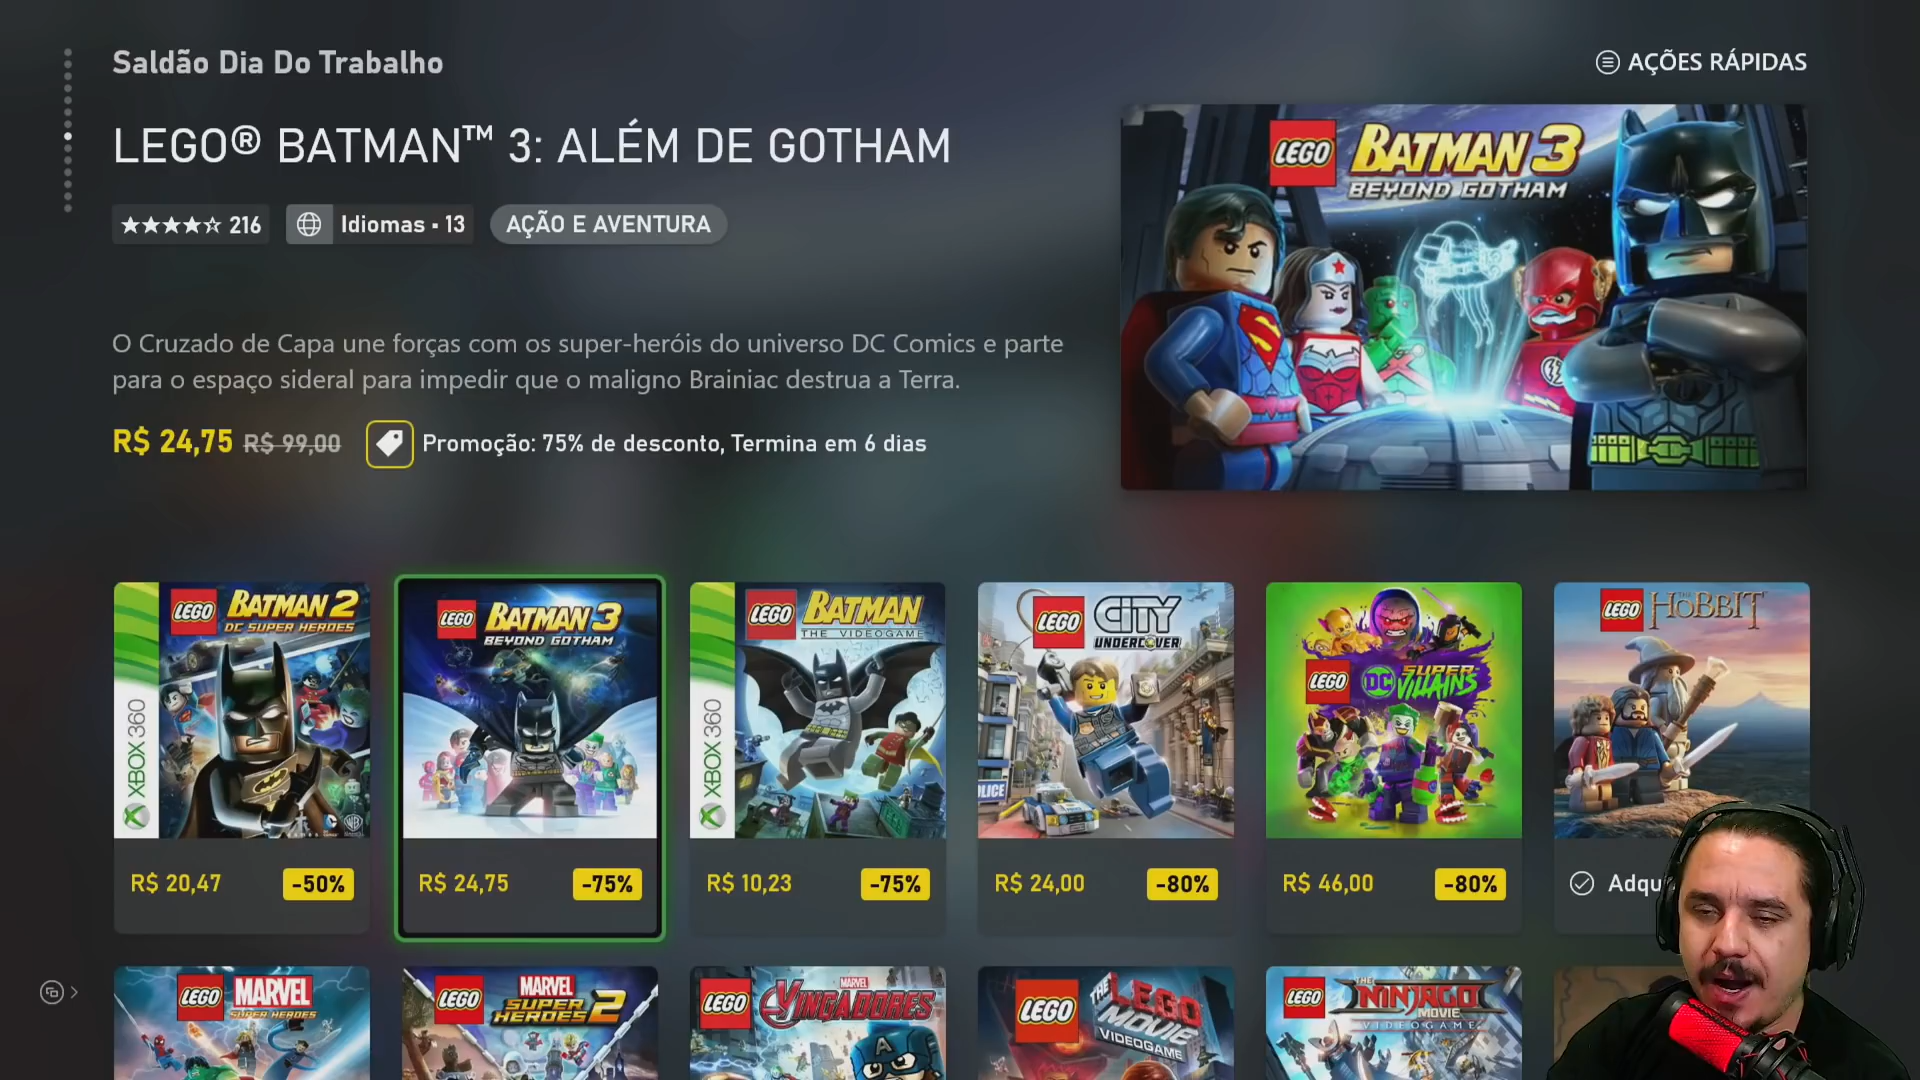 Saldão Dia Do Trabalho
AÇÕES RÁPIDAS
LEGO® BATMAN™ 3: ALÉM DE GOTHAM
★★★★☆ 216
Idiomas ▪ 13
AÇÃO E AVENTURA
O Cruzado de Capa une forças com os super-heróis do universo DC Comics e parte
para o espaço sideral para impedir que o maligno Brainiac destrua a Terra.
R$ 24,75 R$ 99,00
Promoção: 75% de desconto, Termina em 6 dias
LEGO BATMAN 3
BEYOND GOTHAM
LEGO BATMAN 2
DC SUPER HEROES
XBOX 360
LEGO BATMAN 3
BEYOND GOTHAM
LEGO BATMAN
THE VIDEOGAME
XBOX 360
LEGO CITY
UNDERCOVER
POLICE
LEGO DC SUPER-
VILLAINS
LEGO THE HOBBIT
R$ 20,47 -50%
R$ 24,75 -75%
R$ 10,23 -75%
R$ 24,00 -80%
R$ 46,00 -80%
Adqu
LEGO MARVEL
SUPER HEROES
LEGO MARVEL
SUPER
HEROES 2
LEGO MARVEL
VINGADORES
LEGO THE LEGO
MOVIE
VIDEOGAME
LEGO THE
NINJAGO
MOVIE
VIDEOGAME